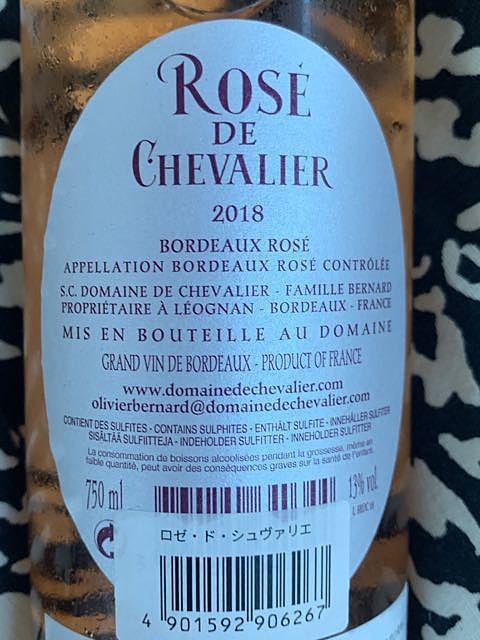 ROSÉ
DE
CHEVALIER
2018
BORDEAUX ROSÉ
APPELLATION BORDEAUX ROSÉ CONTRÔLÉE
S.C. DOMAINE DE CHEVALIER - FAMILLE BERNARD
PROPRIÉTAIRE À LÉOGNAN - BORDEAUX - FRANCE
MIS EN BOUTEILLE AU DOMAINE
GRAND VIN DE BORDEAUX - PRODUCT OF FRANCE
www.domainedechevalier.com
olivierbernard@domainedechevalier.com
CONTIENT DES SULFITES - CONTAINS SULPHITES - ENTHÄLT SULFITE - INNEHÅLLER SULFITER
SISÄLTÄÄ SULFIITTEJA - INDEHOLDER SULFITTER - INNEHOLDER SULFITTER
La consommation de boissons alcoolisées pendant la grossesse, même en
faible quantité, peut avoir des conséquences graves sur la santé de l'enfant.
750 ml
13% vol.
ロゼ・ド・シュヴァリエ
4 901592 906267